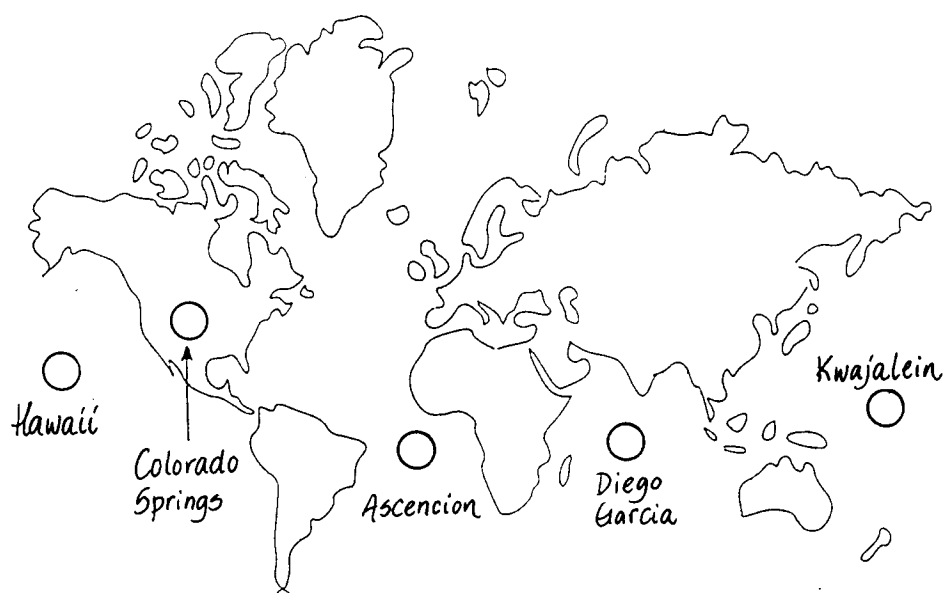 Hawaii
Colorado
Springs
Ascencion
Diego
Garcia
Kwajalein